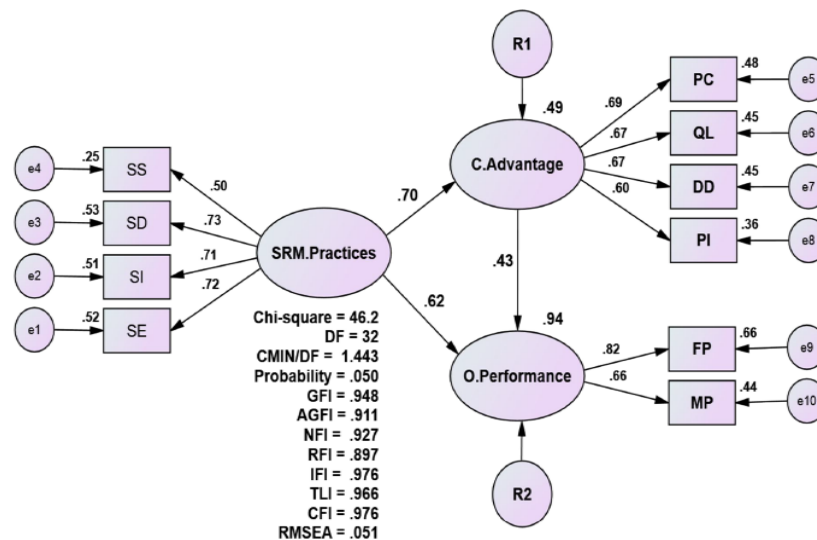 R1
.49
C.Advantage
.69
.67
.67
.60
.48
PC
e5
.45
QL
e6
.45
DD
e7
.36
PI
e8
e4
.25
SS
.50
e3
.53
SD
.73
e2
.51
SI
.71
e1
.52
SE
.72
SRM.Practices
.70
.43
.62
Chi-square = 46.2
DF = 32
CMIN/DF = 1.443
Probability = .050
GFI = .948
AGFI = .911
NFI = .927
RFI = .897
IFI = .976
TLI = .966
CFI = .976
RMSEA = .051
.94
O.Performance
.82
.66
.66
FP
e9
.44
MP
e10
R2